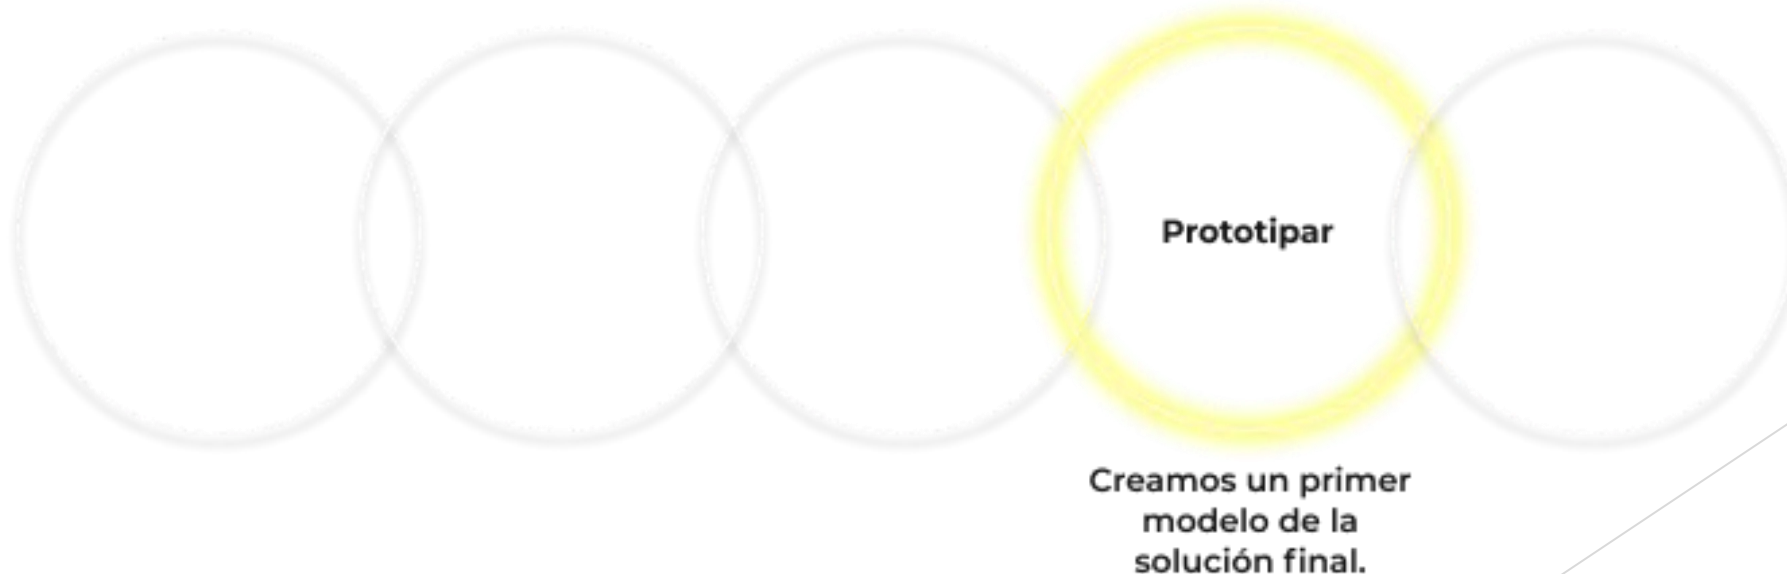 Prototipar
Creamos un primer
modelo de la
solución final.